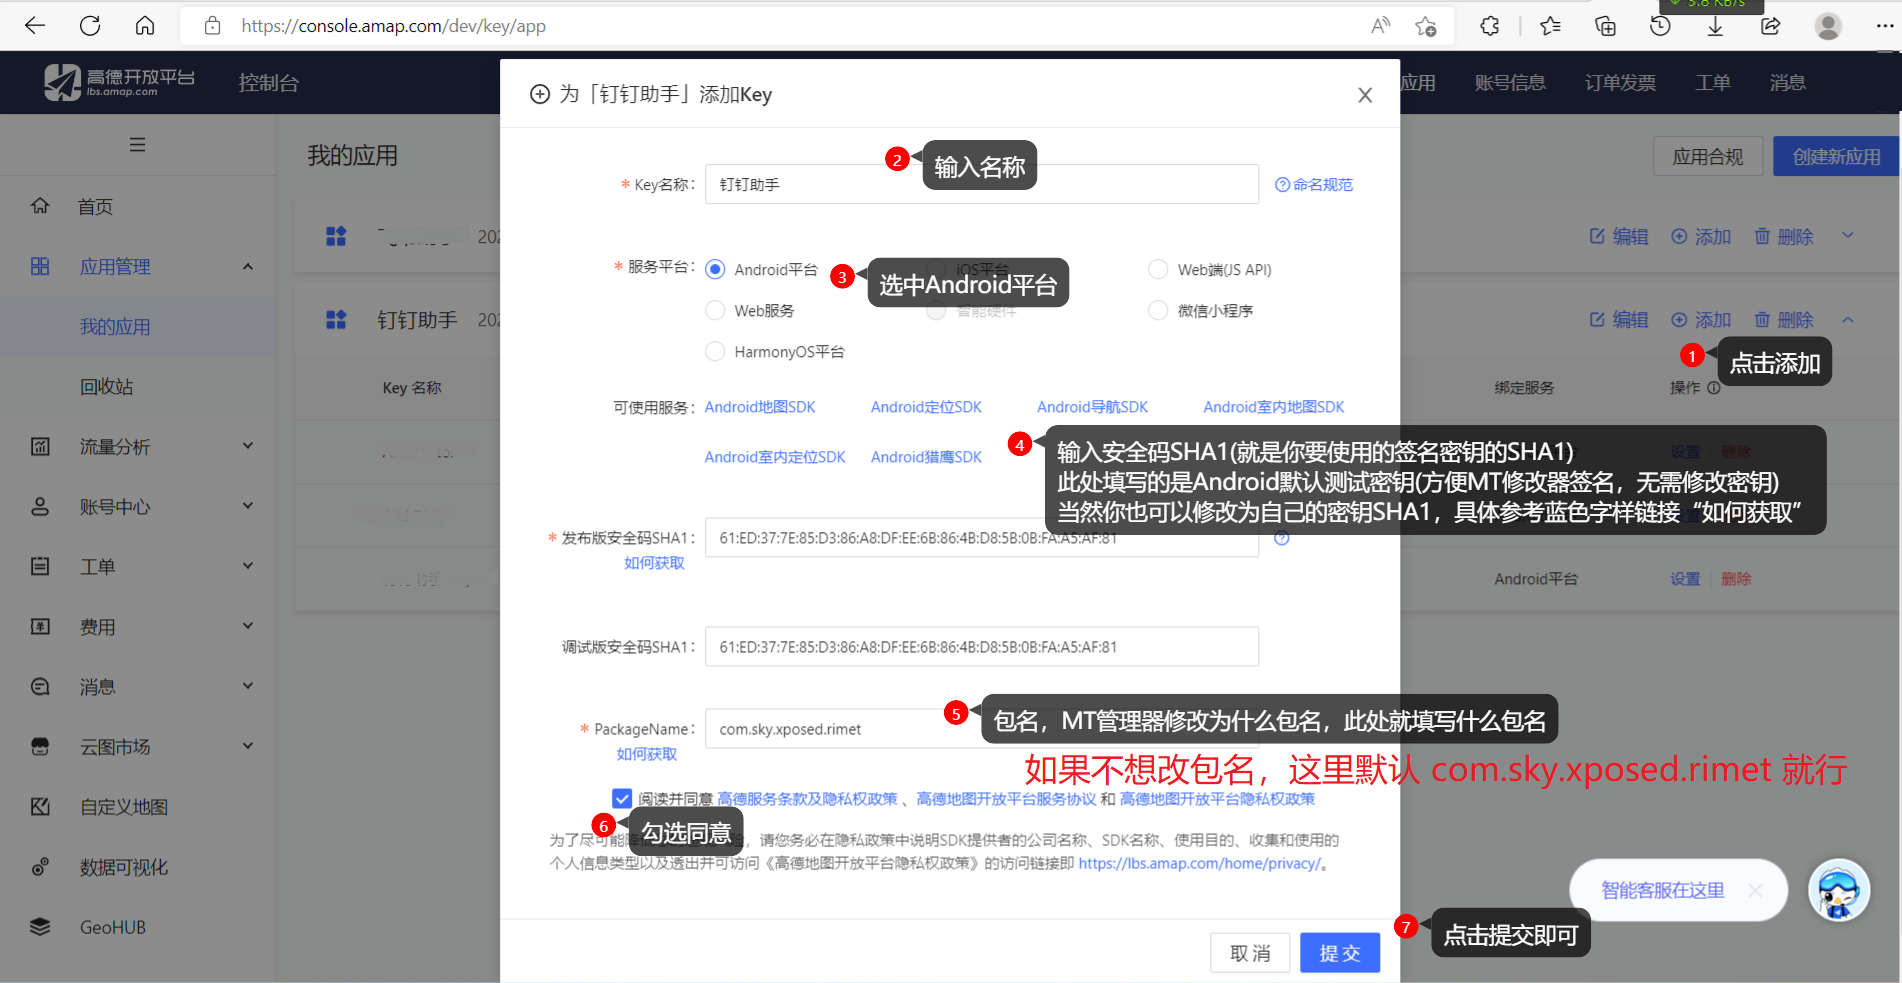 5.8 KB/s
https://console.amap.com/dev/key/app
高德开放平台
lbs.amap.com
控制台
应用
账号信息
订单发票
工单
消息
为「钉钉助手」添加Key
我的应用
应用合规
创建新应用
首页
应用管理
我的应用
回收站
流量分析
账号中心
工单
费用
消息
云图市场
自定义地图
数据可视化
GeoHUB
202
编辑 添加 删除
钉钉助手 202
编辑 添加 删除
1 点击添加
Key 名称
绑定服务
操作
设置 删除
Android平台
设置 删除
2 输入名称
* Key名称：
钉钉助手
命名规范
* 服务平台：
Android平台
iOS平台
Web端(JS API)
3 选中Android平台
Web服务
智能硬件
微信小程序
HarmonyOS平台
可使用服务：
Android地图SDK
Android定位SDK
Android导航SDK
Android室内地图SDK
Android室内定位SDK
Android猎鹰SDK
4 输入安全码SHA1(就是你要使用的签名密钥的SHA1)
此处填写的是Android默认测试密钥(方便MT修改器签名，无需修改密钥)
当然你也可以修改为自己的密钥SHA1，具体参考蓝色字样链接“如何获取”
* 发布版安全码SHA1：
61:ED:37:7E:85:D3:86:A8:DF:EE:6B:86:4B:D8:5B:0B:FA:A5:AF:81
如何获取
调试版安全码SHA1：
61:ED:37:7E:85:D3:86:A8:DF:EE:6B:86:4B:D8:5B:0B:FA:A5:AF:81
5 包名，MT管理器修改为什么包名，此处就填写什么包名
* PackageName：
com.sky.xposed.rimet
如何获取
如果不想改包名，这里默认 com.sky.xposed.rimet 就行
阅读并同意 高德服务条款及隐私权政策 、高德地图开放平台服务协议 和 高德地图开放平台隐私权政策
6 勾选同意
为了尽可能降 险，请您务必在隐私政策中说明SDK提供者的公司名称、SDK名称、使用目的、收集和使用的
个人信息类型以及透出并可访问《高德地图开放平台隐私权政策》的访问链接即 https://lbs.amap.com/home/privacy/。
智能客服在这里
取 消
提 交
7 点击提交即可